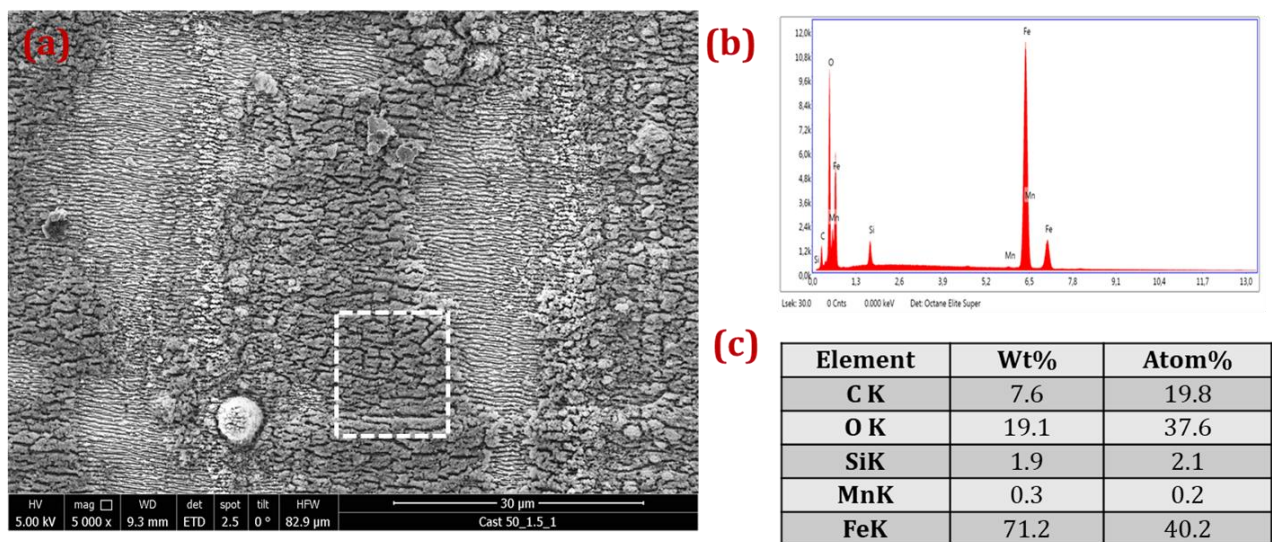 (a)
HV mag □ WD det spot tilt HFW 30 µm
5.00 kV 5 000 x 9.3 mm ETD 2.5 0 ° 82.9 µm Cast 50_1.5_1
(b)
12,0k
10,8k
9,6k
8,4k
7,2k
6,0k
4,8k
3,6k
2,4k
1,2k
0,0k
Fe
O
Fe
Mn
Mn
Si
C
Fe
Mn
Si
0,0 1,3 2,6 3,9 5,2 6,5 7,8 9,1 10,4 11,7 13,0
Lsek: 30.0 0 Cnts 0.000 keV Det: Octane Elite Super
(c)
Element Wt% Atom%
C K 7.6 19.8
O K 19.1 37.6
SiK 1.9 2.1
MnK 0.3 0.2
FeK 71.2 40.2